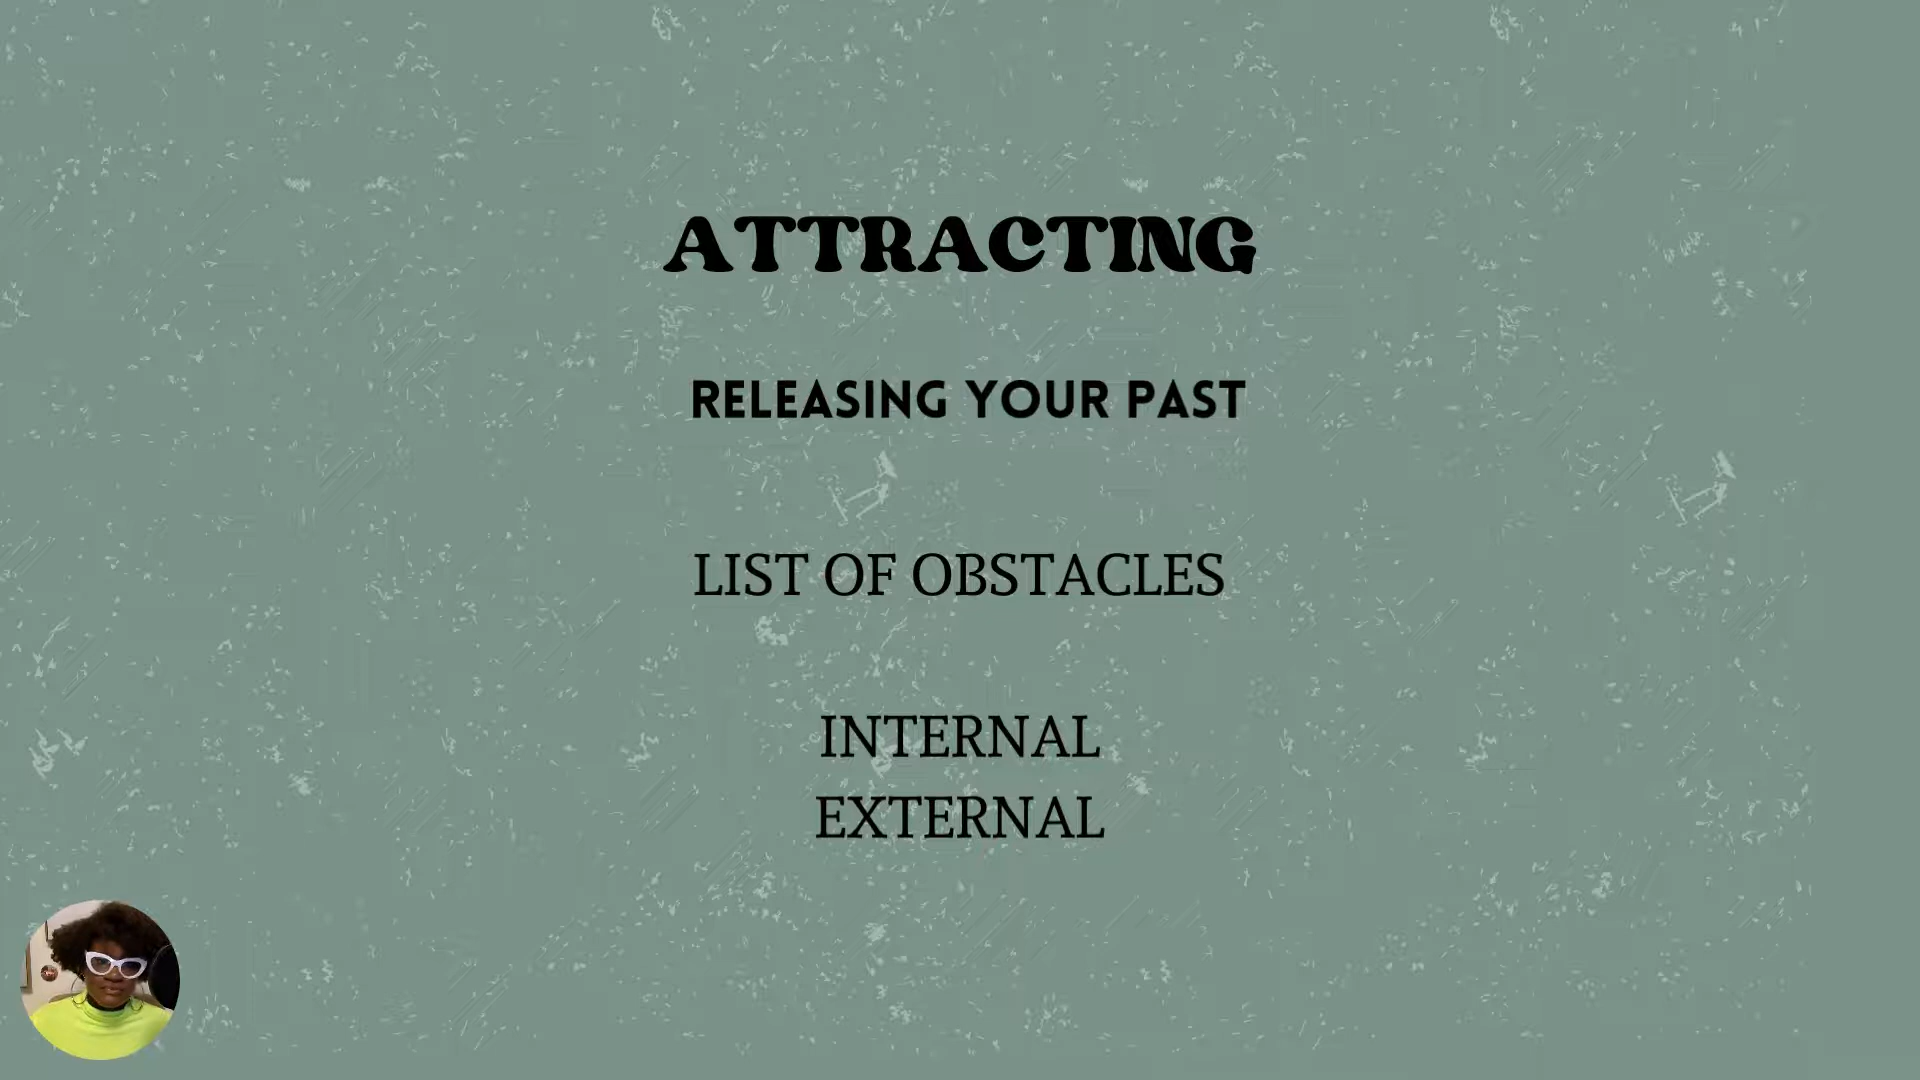 ATTRACTING
RELEASING YOUR PAST
LIST OF OBSTACLES
INTERNAL
EXTERNAL